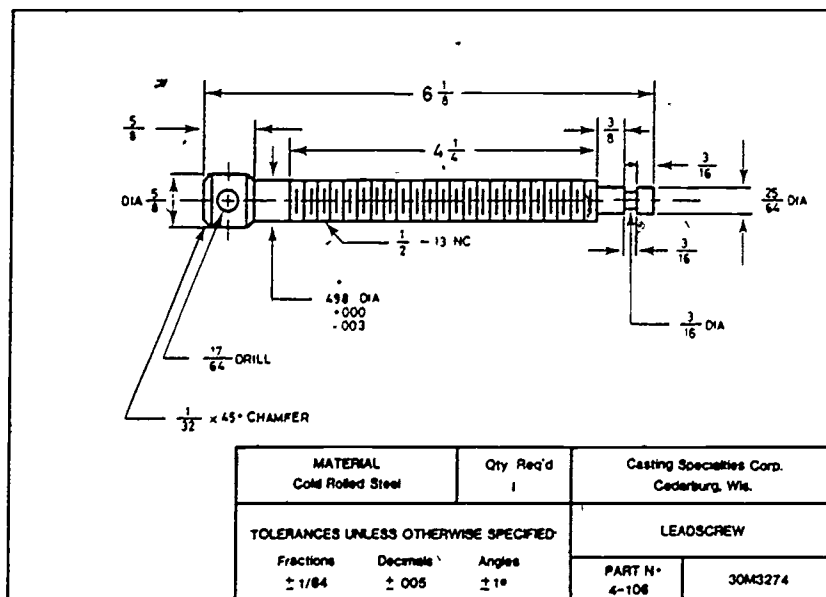 6 1/8
5/8
3/8
4 1/4
3/16
DIA 5/8
25/64 DIA
1/2 - 13 NC
3/16
498 DIA
+000
-003
3/16 DIA
17/64 DRILL
1/32 x 45° CHAMFER
MATERIAL
Cold Rolled Steel
Qty Req'd
1
Casting Specialties Corp.
Cedarburg, Wis.
TOLERANCES UNLESS OTHERWISE SPECIFIED
Fractions Decimals Angles
± 1/64 ± 005 ± 1°
LEADSCREW
PART Nº
4-106
30M3274